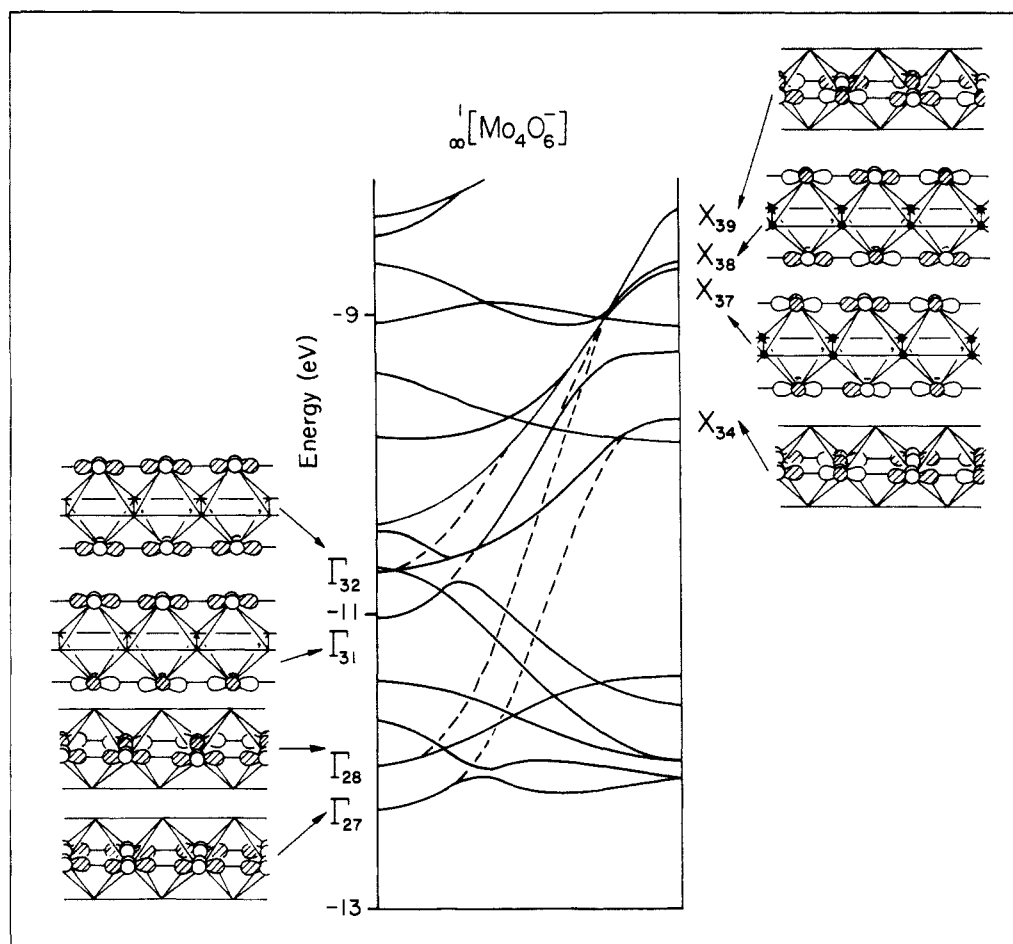 ¹∞[Mo₄O₆⁻]
X₃₉
X₃₈
X₃₇
X₃₄
Energy (eV)
-9
-11
-13
Γ₃₂
Γ₃₁
Γ₂₈
Γ₂₇